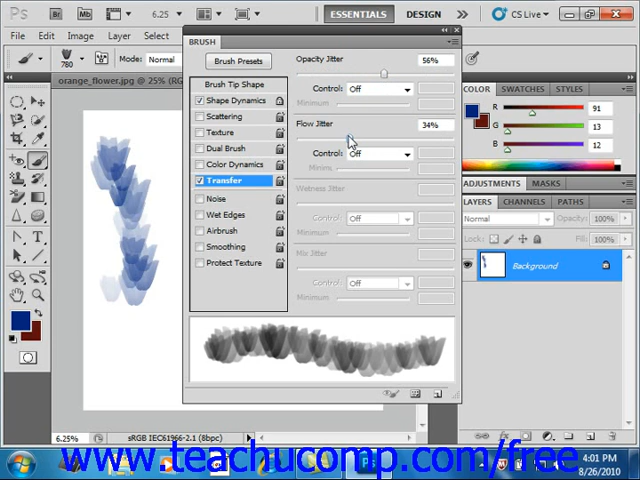 Ps Br Mb 6.25 ESSENTIALS DESIGN >> CS Live
File Edit Image Layer Select
780 Mode: Normal
orange_flower.jpg @ 25% (RGB
BRUSH
Brush Presets
Brush Tip Shape
Shape Dynamics
Scattering
Texture
Dual Brush
Color Dynamics
Transfer
Noise
Wet Edges
Airbrush
Smoothing
Protect Texture
Opacity Jitter 56%
Control: Off
Minimum
Flow Jitter 34%
Control: Off
Minim.
Wetness Jitter
Control: Off
Minimum
Mix Jitter
Control: Off
Minimum
COLOR SWATCHES STYLES
R 91
G 13
B 12
ADJUSTMENTS MASKS
LAYERS CHANNELS PATHS
Normal Opacity: 100%
Lock: Fill: 100%
Background
6.25% sRGB IEC61966-2.1 (8bpc)
www.teachucomp.com/free
Ps
4:01 PM
8/26/2010